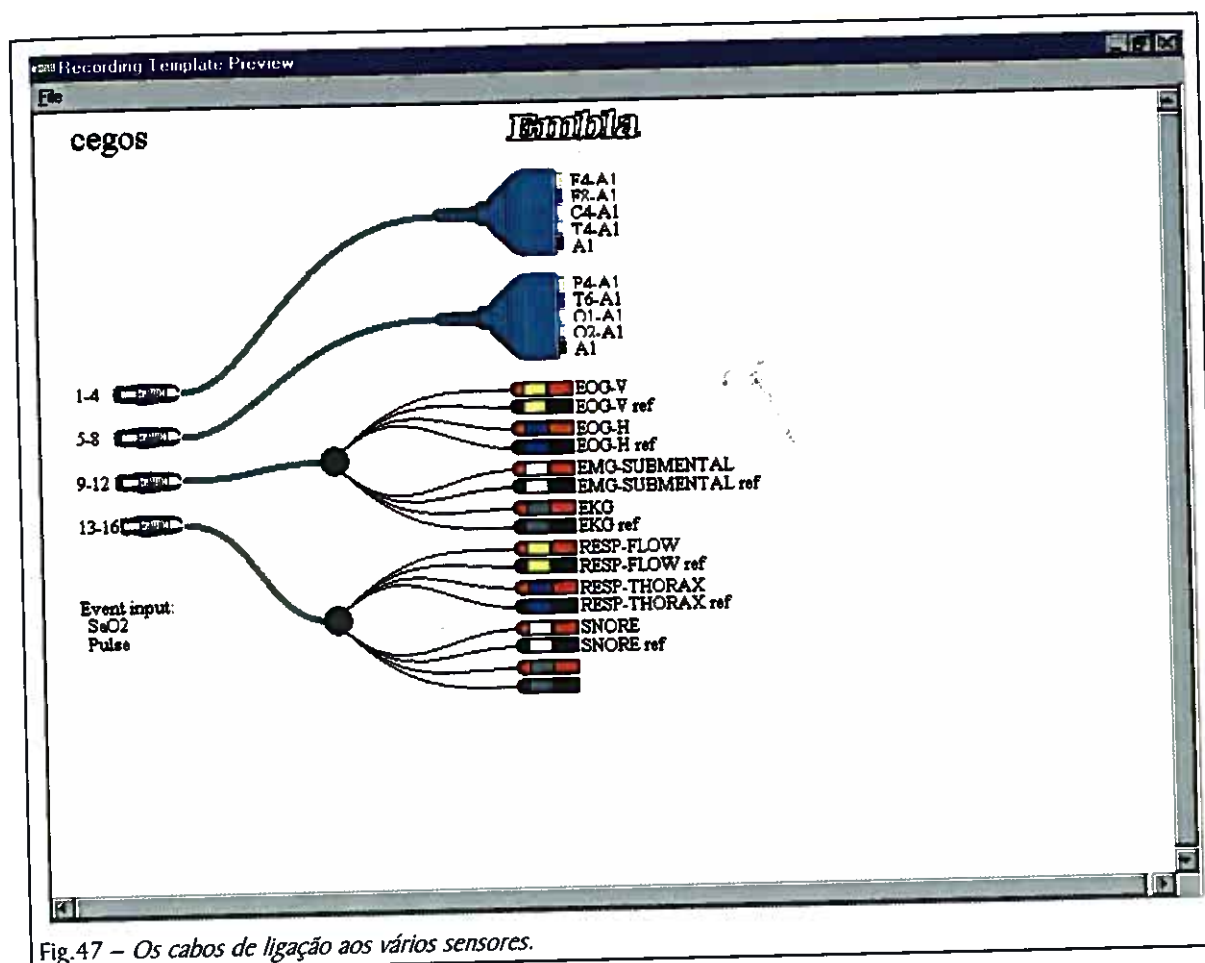 Recording Template Preview
File
cegos
Embla
F4-A1
F8-A1
C4-A1
T4-A1
A1
P4-A1
T6-A1
O1-A1
O2-A1
A1
1-4
5-8
9-12
13-16
EOG-V
EOG-V ref
EOG-H
EOG-H ref
EMG-SUBMENTAL
EMG-SUBMENTAL ref
EKG
EKG ref
RESP-FLOW
RESP-FLOW ref
RESP-THORAX
RESP-THORAX ref
SNORE
SNORE ref
Event input:
SaO2
Pulse
Fig.47 – Os cabos de ligação aos vários sensores.